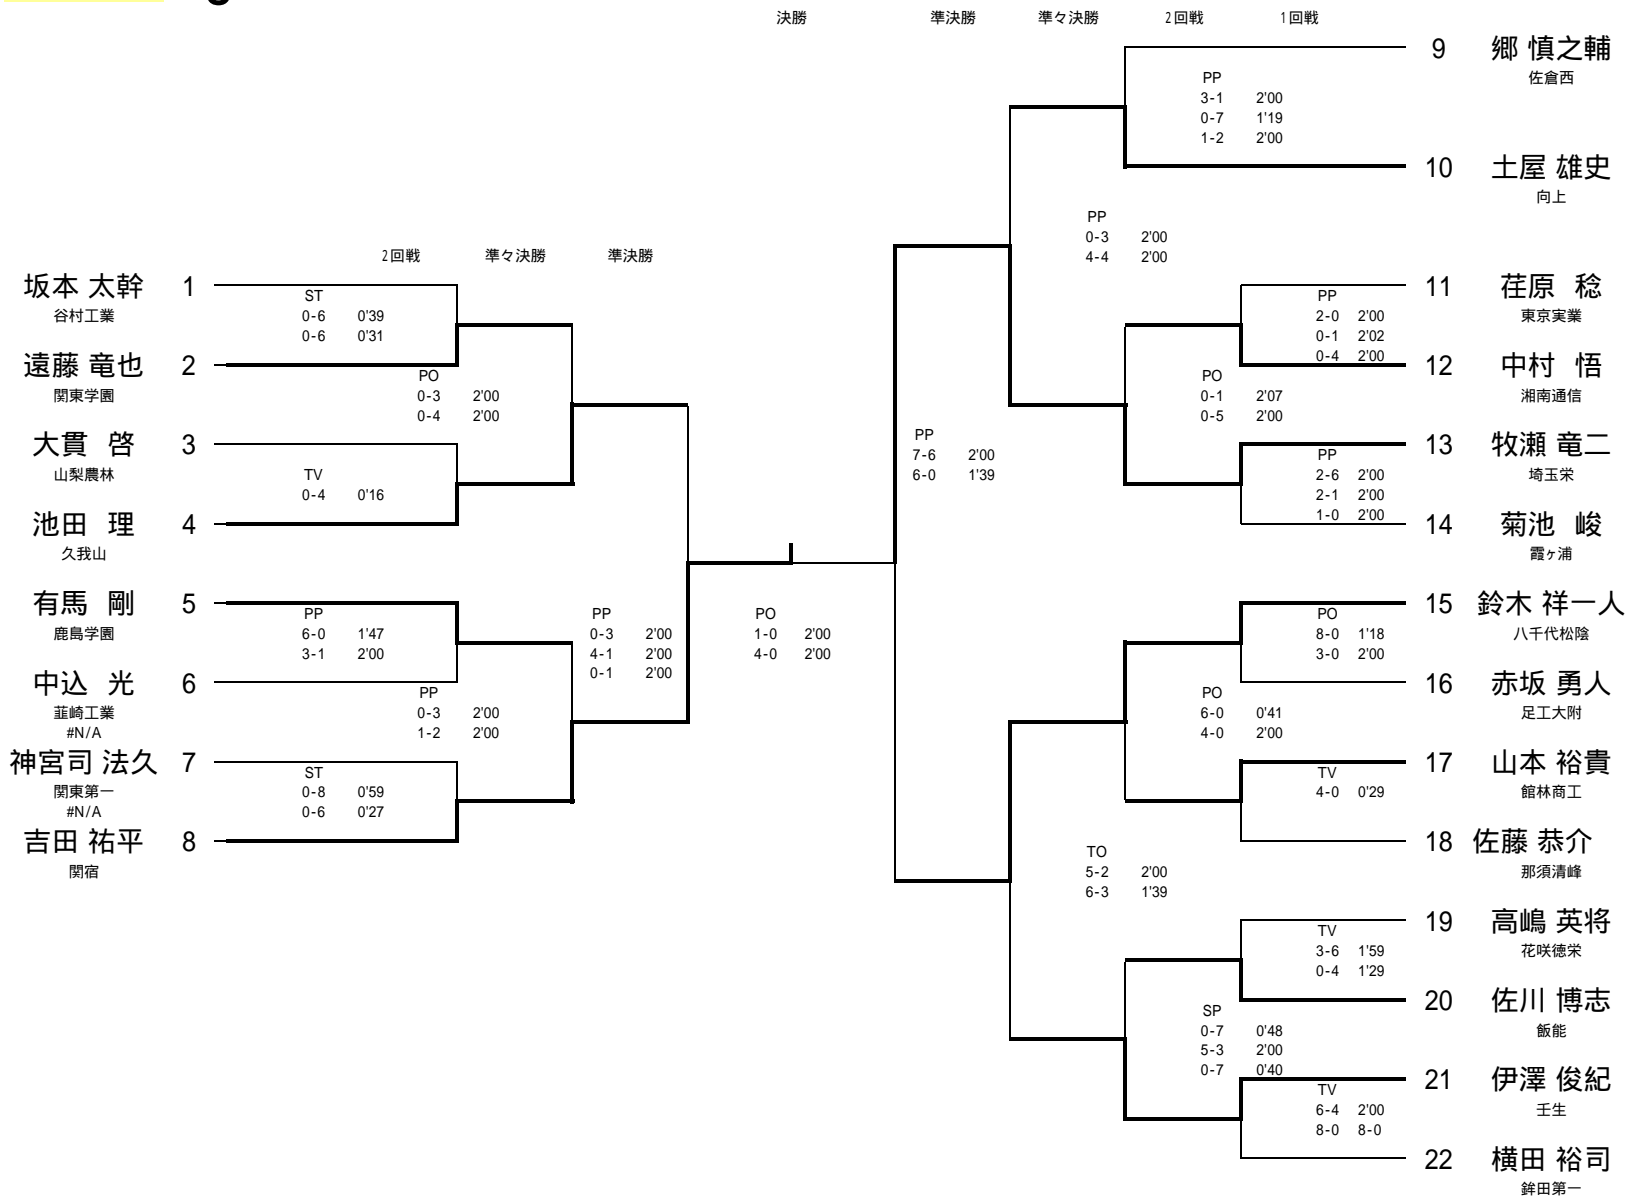 決勝 準決勝 準々決勝 2回戦 1回戦
2回戦 準々決勝 準決勝
坂本 太幹 1
谷村工業
ST
0-6 0'39
0-6 0'31
遠藤 竜也 2
関東学園
PO
0-3 2'00
0-4 2'00
大貫 啓 3
山梨農林
TV
0-4 0'16
池田 理 4
久我山
有馬 剛 5
鹿島学園
PP
6-0 1'47
3-1 2'00
PP
0-3 2'00
4-1 2'00
0-1 2'00
中込 光 6
韮崎工業
#N/A
PP
0-3 2'00
1-2 2'00
神宮司 法久 7
関東第一
#N/A
ST
0-8 0'59
0-6 0'27
吉田 祐平 8
関宿
PO
1-0 2'00
4-0 2'00
PP
7-6 2'00
6-0 1'39
9 郷 慎之輔
佐倉西
PP
3-1 2'00
0-7 1'19
1-2 2'00
10 土屋 雄史
向上
PP
0-3 2'00
4-4 2'00
11 荏原 稔
東京実業
PP
2-0 2'00
0-1 2'02
0-4 2'00
12 中村 悟
湘南通信
PO
0-1 2'07
0-5 2'00
13 牧瀬 竜二
埼玉栄
PP
2-6 2'00
2-1 2'00
1-0 2'00
14 菊池 峻
霞ヶ浦
15 鈴木 祥一人
八千代松陰
PO
8-0 1'18
3-0 2'00
16 赤坂 勇人
足工大附
PO
6-0 0'41
4-0 2'00
17 山本 裕貴
館林商工
TV
4-0 0'29
18 佐藤 恭介
那須清峰
TO
5-2 2'00
6-3 1'39
19 高嶋 英将
花咲徳栄
TV
3-6 1'59
0-4 1'29
20 佐川 博志
飯能
SP
0-7 0'48
5-3 2'00
0-7 0'40
21 伊澤 俊紀
壬生
TV
6-4 2'00
8-0 8-0
22 横田 裕司
鉾田第一